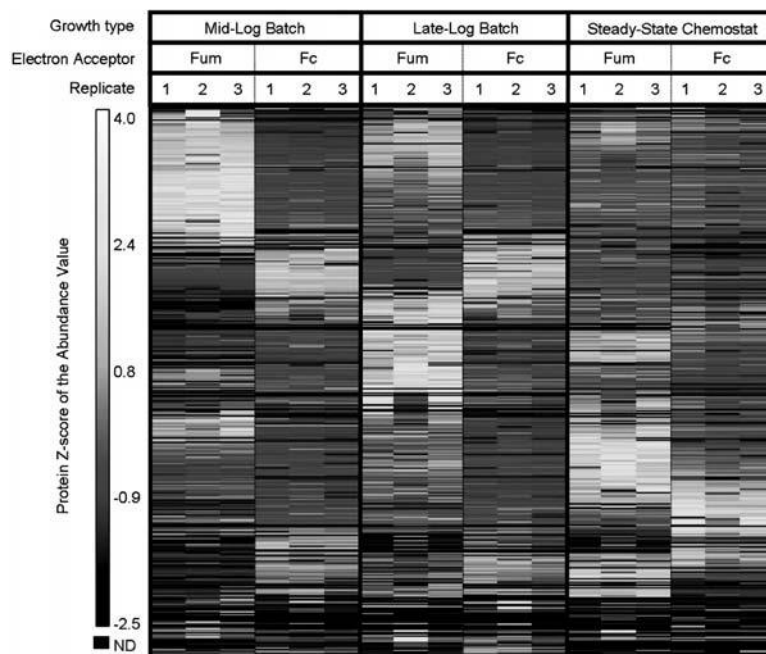 Growth type Mid-Log Batch Late-Log Batch Steady-State Chemostat
Electron Acceptor Fum Fc Fum Fc Fum Fc
Replicate 1 2 3 1 2 3 1 2 3 1 2 3 1 2 3 1 2 3
Protein Z-score of the Abundance Value
4.0
2.4
0.8
-0.9
-2.5
ND